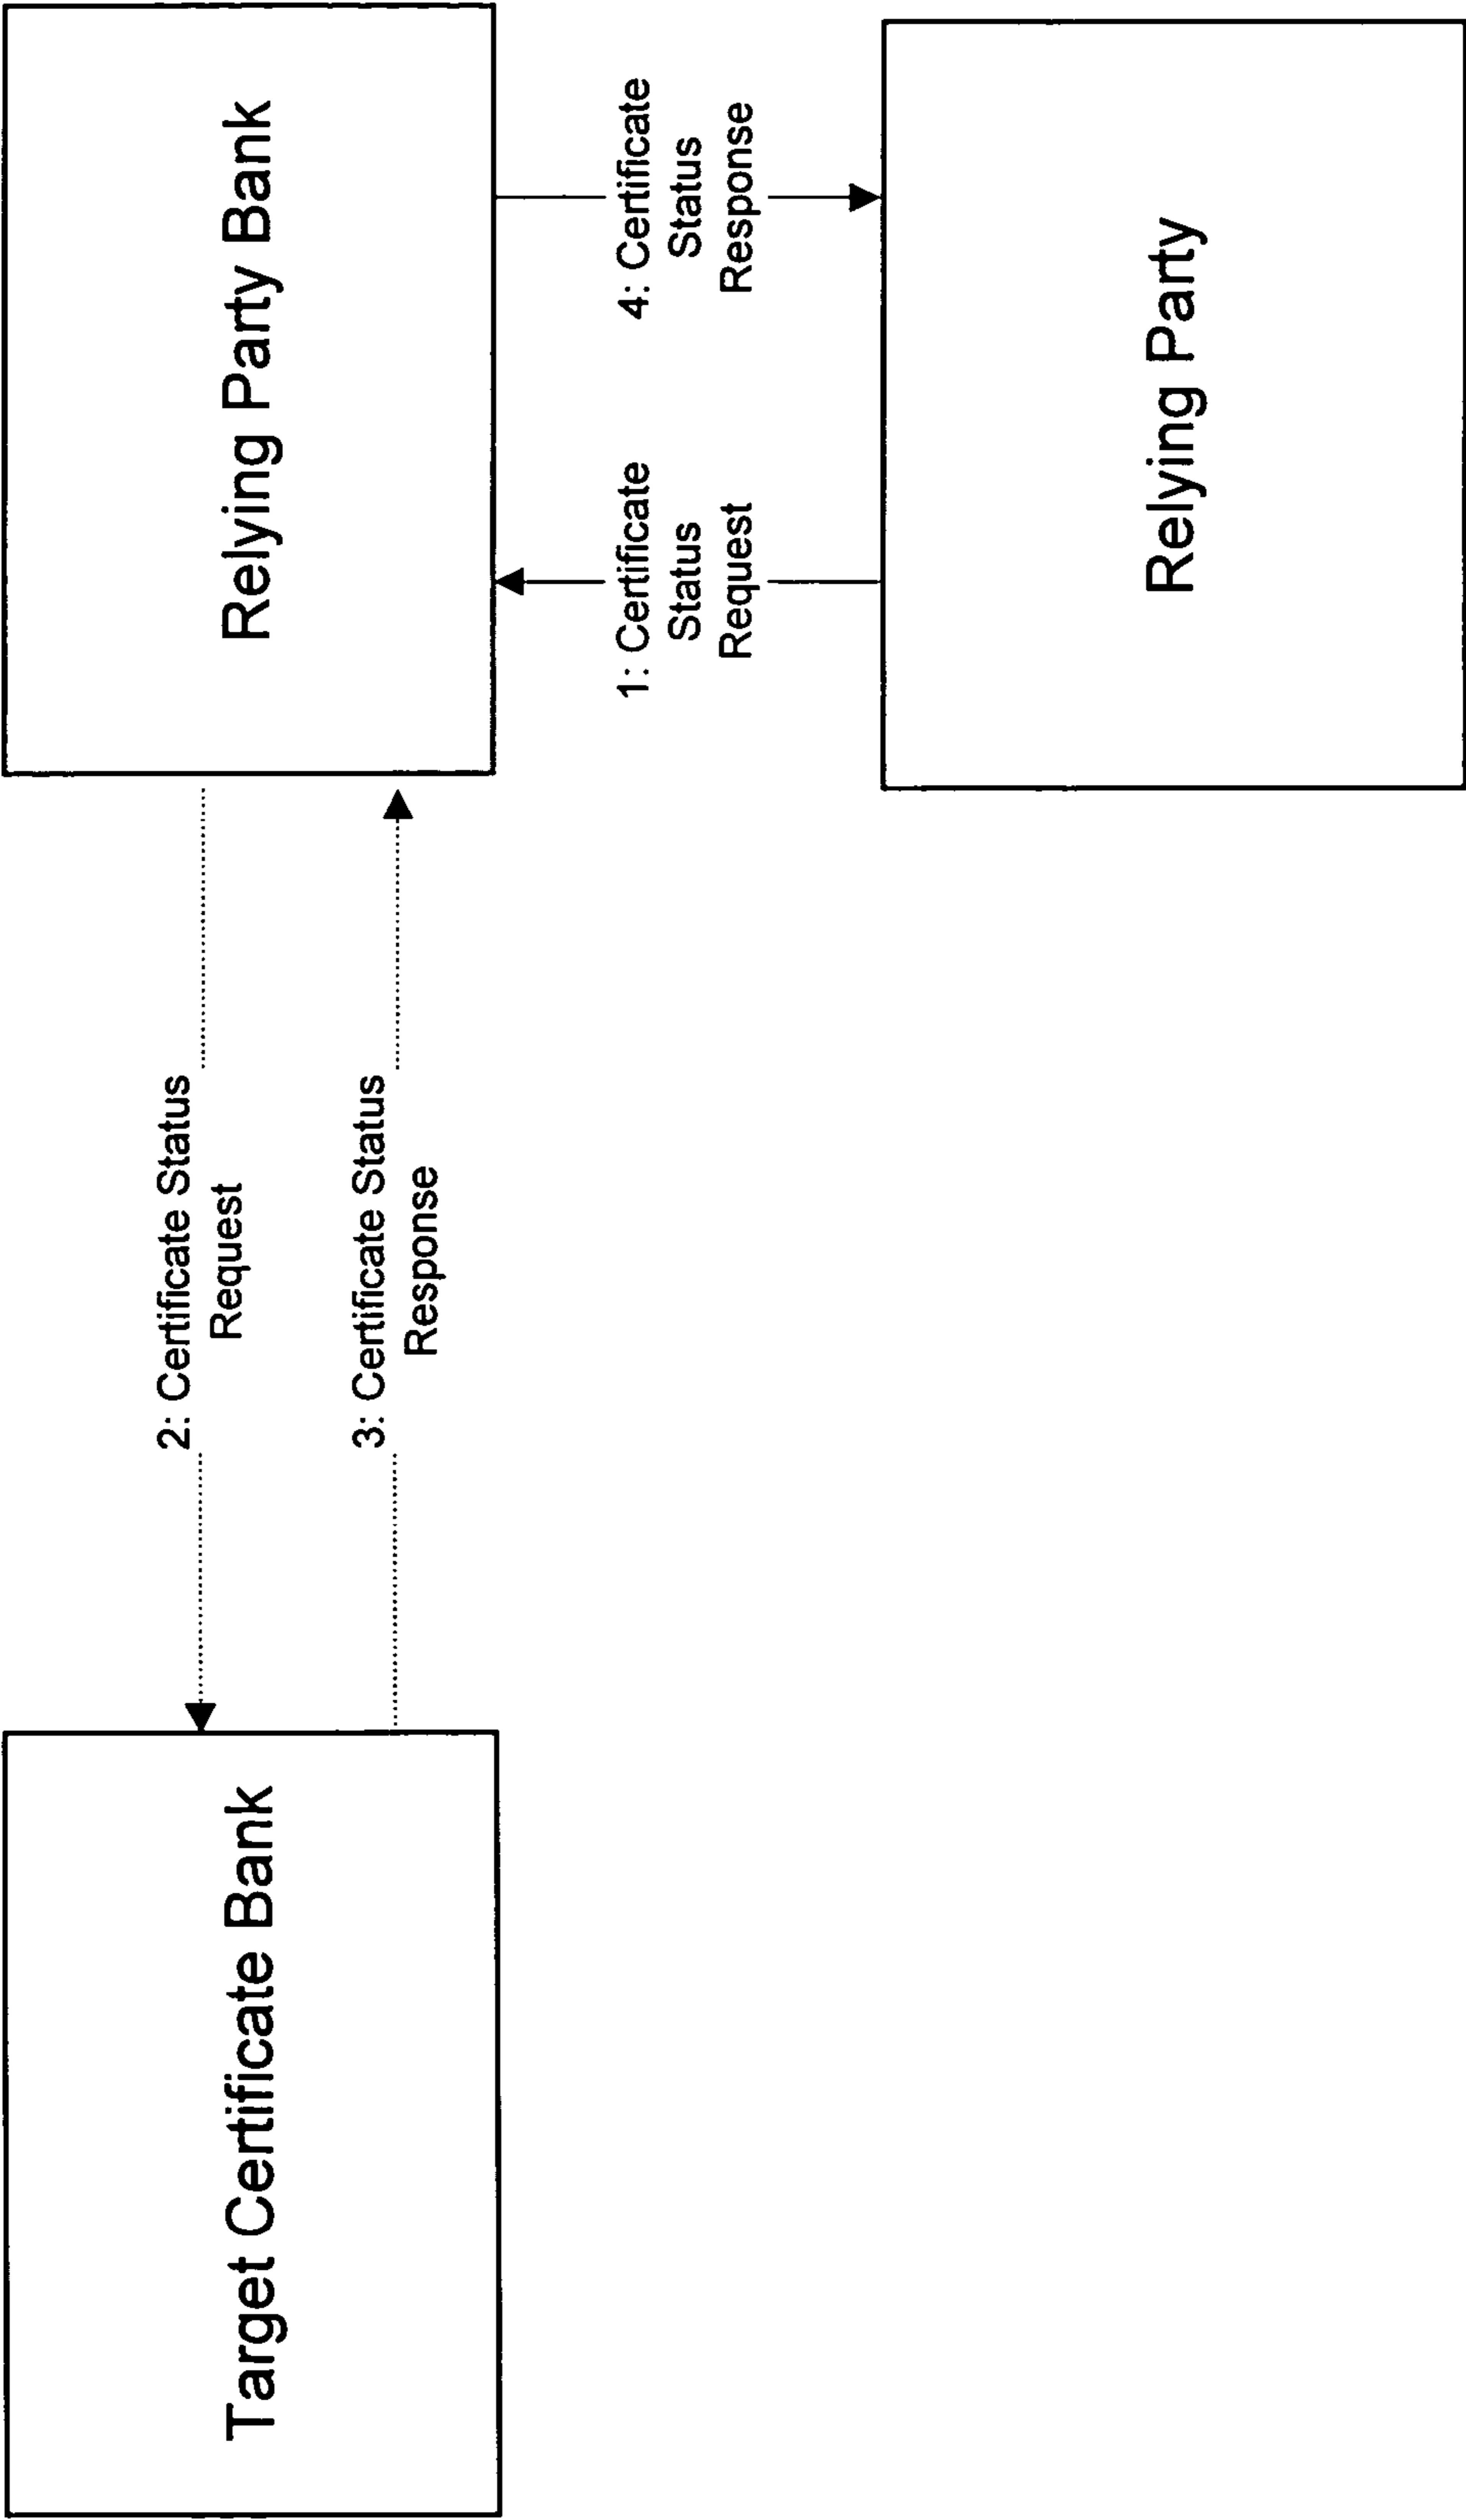 Target Certificate Bank
2: Certificate Status
Request
3: Certificate Status
Response
Relying Party Bank
1: Certificate
Status
Request
4: Certificate
Status
Response
Relying Party